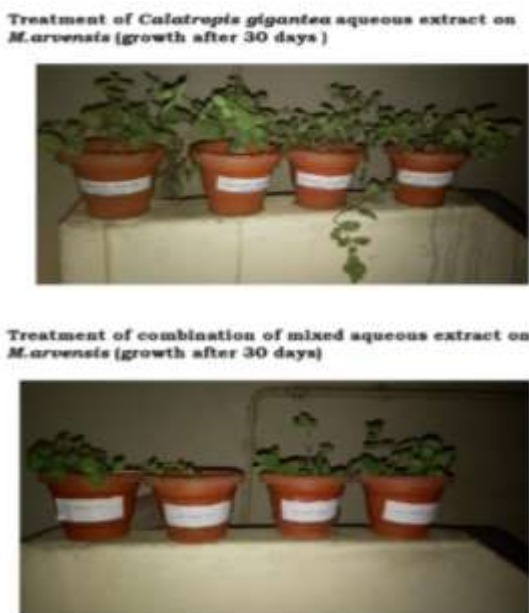 Treatment of Calatropis gigantea aqueous extract on
M.arvensis (growth after 30 days )
Treatment of combination of mixed aqueous extract on
M.arvensis (growth after 30 days)